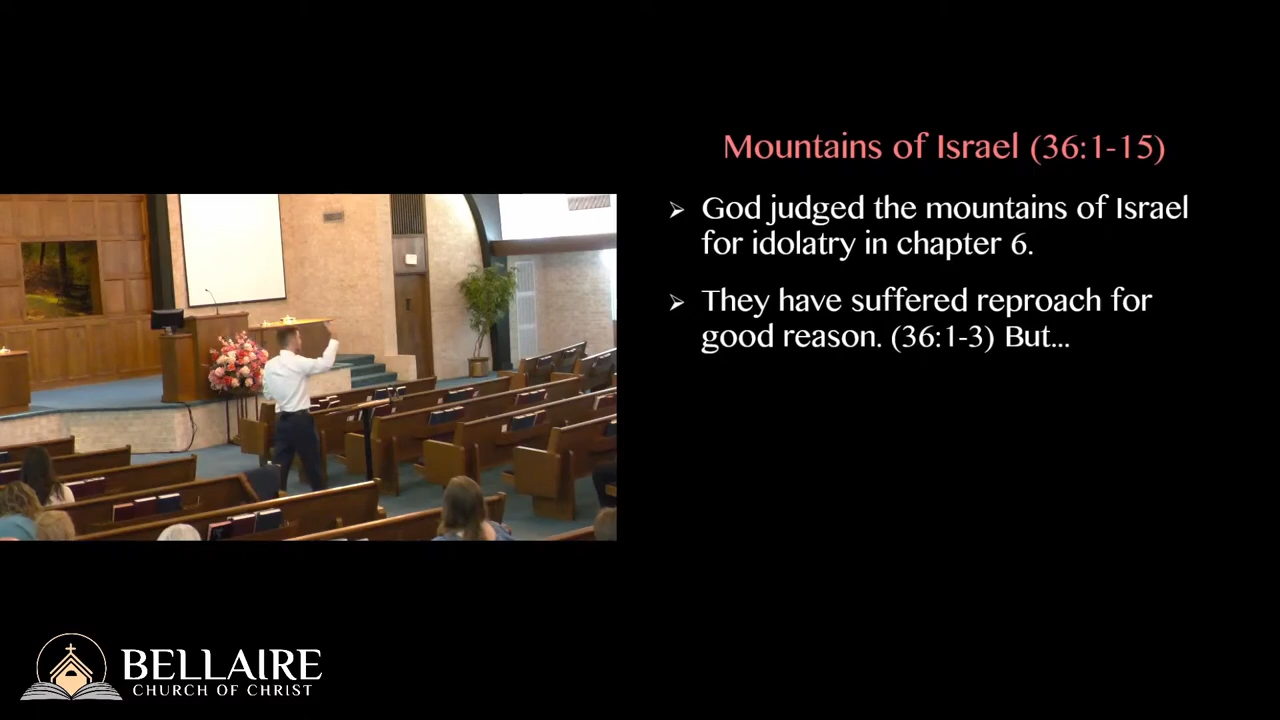 Mountains of Israel (36:1-15)
➢ God judged the mountains of Israel
for idolatry in chapter 6.
➢ They have suffered reproach for
good reason. (36:1-3) But...
BELLAIRE
CHURCH OF CHRIST